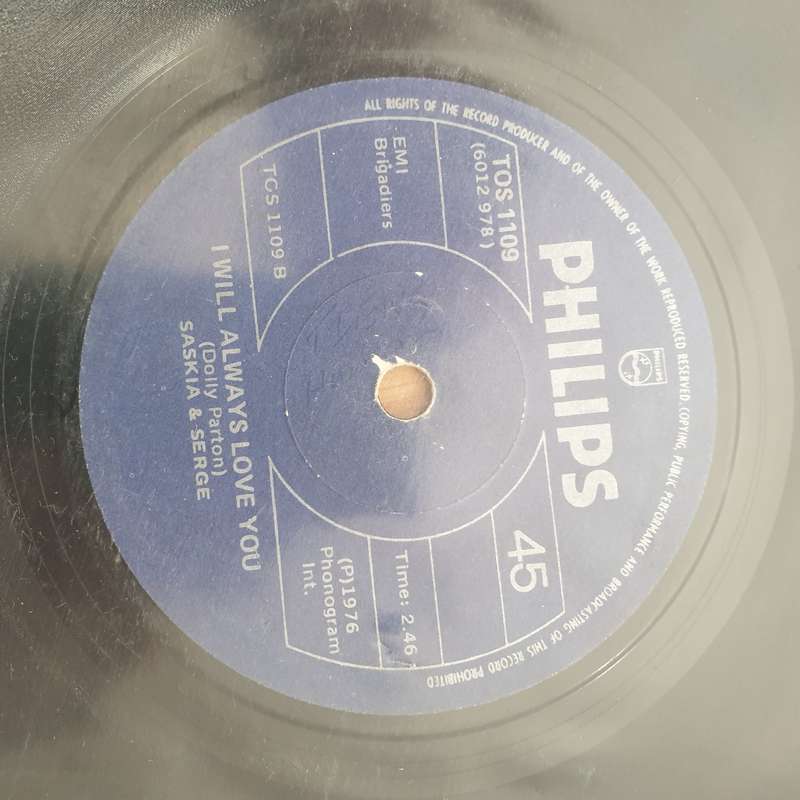 ALL RIGHTS OF THE RECORD PRODUCER AND OF THE OWNER OF THE WORK REPRODUCED RESERVED. COPYING, PUBLIC PERFORMANCE AND BROADCASTING OF THIS RECORD PROHIBITED
PHILIPS
PHILIPS
TOS 1109
(6012 978)
45
EMI
Brigadiers
Time: 2.46
TOS 1109 B
(P)1976
Phonogram
Int.
I WILL ALWAYS LOVE YOU
(Dolly Parton)
SASKIA & SERGE